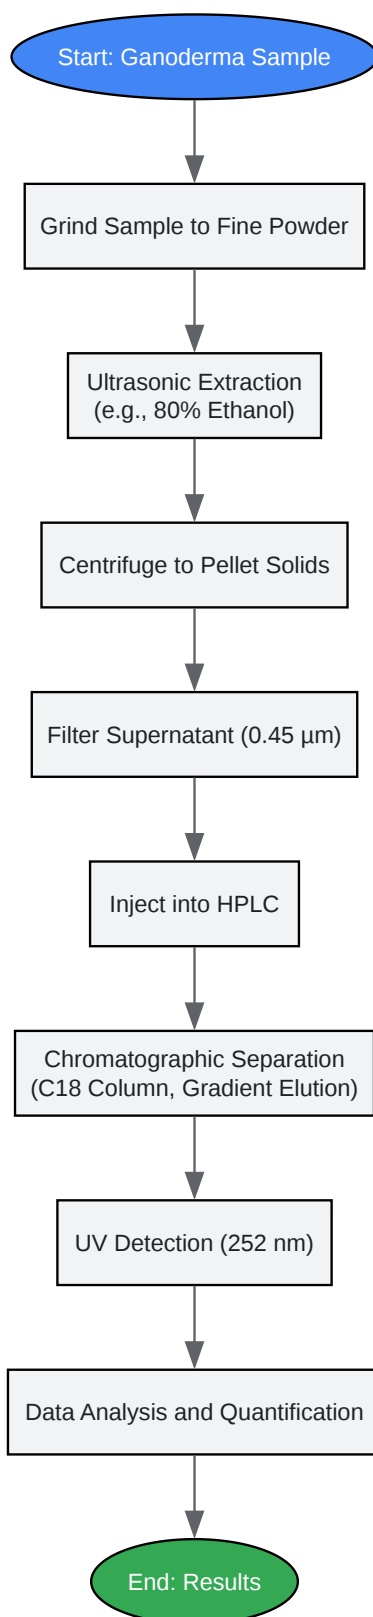 Start: Ganoderma Sample
Grind Sample to Fine Powder
Ultrasonic Extraction
(e.g., 80% Ethanol)
Centrifuge to Pellet Solids
Filter Supernatant (0.45 µm)
Inject into HPLC
Chromatographic Separation
(C18 Column, Gradient Elution)
UV Detection (252 nm)
Data Analysis and Quantification
End: Results